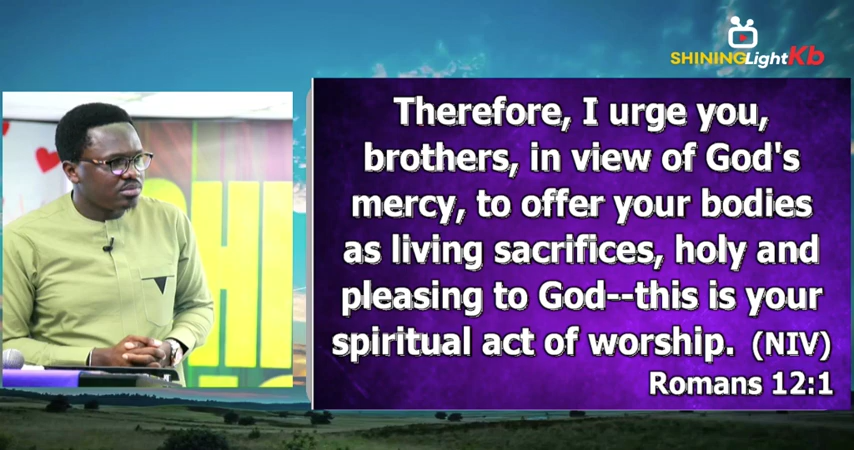 SHININGLightKb
Therefore, I urge you,
brothers, in view of God's
mercy, to offer your bodies
as living sacrifices, holy and
pleasing to God--this is your
spiritual act of worship. (NIV)
Romans 12:1
HI